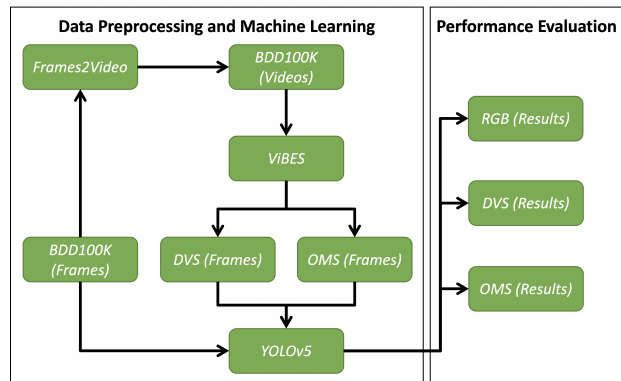 Data Preprocessing and Machine Learning
Performance Evaluation
Frames2Video
BDD100K
(Videos)
ViBES
BDD100K
(Frames)
DVS (Frames)
OMS (Frames)
YOLOv5
RGB (Results)
DVS (Results)
OMS (Results)